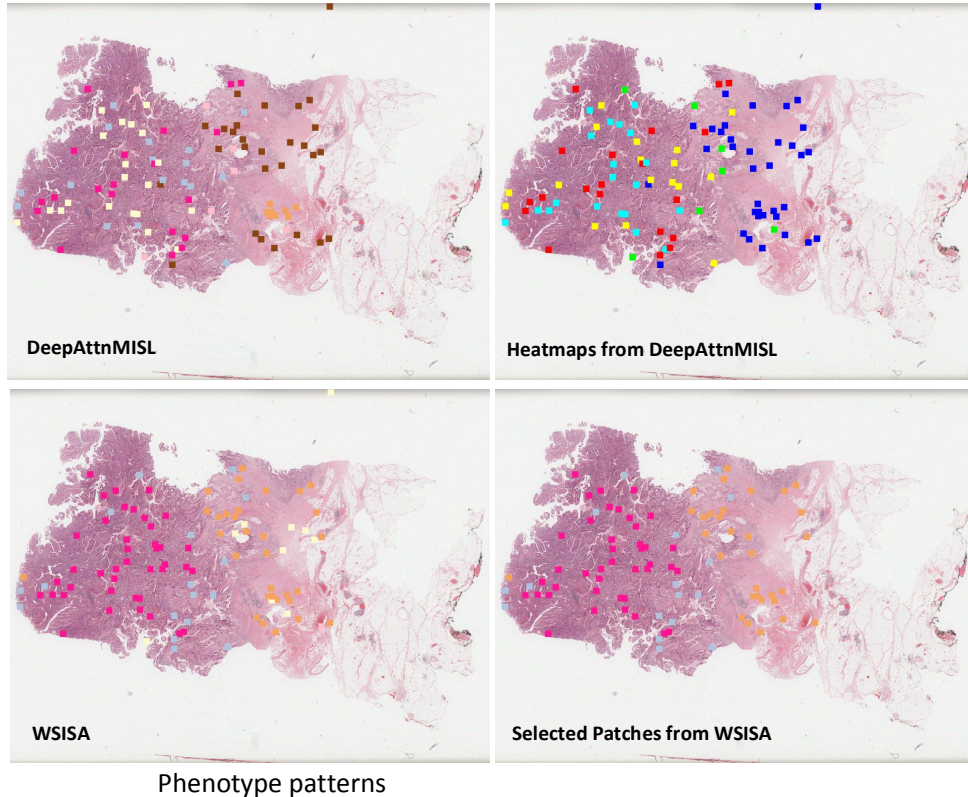 DeepAttnMISL
Heatmaps from DeepAttnMISL
WSISA
Selected Patches from WSISA
Phenotype patterns